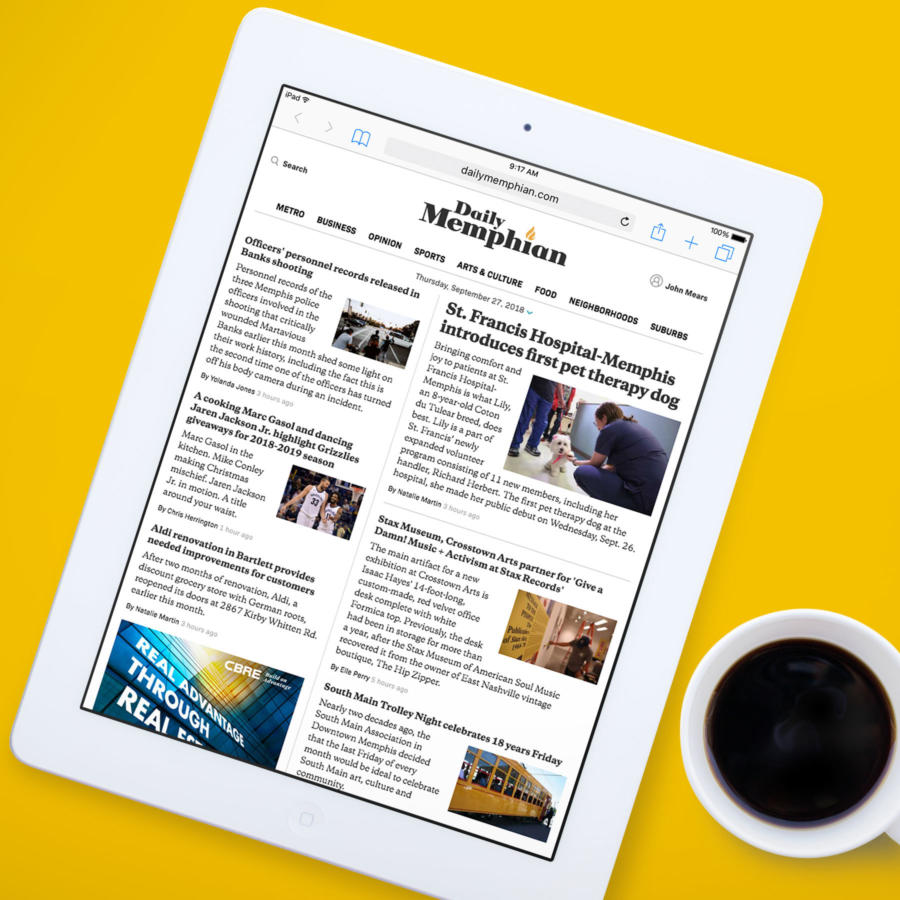 iPad
9:17 AM
100%
dailymemphian.com
Search
Daily
Memphian
John Mears
METRO
BUSINESS
OPINION
SPORTS
ARTS & CULTURE
FOOD
NEIGHBORHOODS
SUBURBS
Thursday, September 27, 2018
Officers' personnel records released in
Banks shooting
Personnel records of the
three Memphis police
officers involved in the
shooting that critically
wounded Martavious
Banks earlier this month shed some light on
their work history, including the fact this is
the second time one of the officers has turned
off his body camera during an incident.
By Yolanda Jones 3 hours ago
A cooking Marc Gasol and dancing
Jaren Jackson Jr. highlight Grizzlies
giveaways for 2018-2019 season
Marc Gasol in the
kitchen. Mike Conley
making Christmas
mischief. Jaren Jackson
Jr. in motion. A title
around your waist.
33
By Chris Herrington 1 hour ago
Aldi renovation in Bartlett provides
needed improvements for customers
After two months of renovation, Aldi, a
discount grocery store with German roots,
reopened its doors at 2867 Kirby Whitten Rd.
earlier this month.
By Natalie Martin 3 hours ago
CBRE
Build on
Advantage
REAL ADVANTAGE
THROUGH
REAL
St. Francis Hospital-Memphis
introduces first pet therapy dog
Bringing comfort and
joy to patients at St.
Francis Hospital-
Memphis is what Lily,
an 8-year-old Coton
du Tulear breed, does
best. Lily is a part of
St. Francis' newly
expanded volunteer
program consisting of 11 new members, including her
handler, Richard Herbert. The first pet therapy dog at the
hospital, she made her public debut on Wednesday, Sept. 26.
By Natalie Martin 3 hours ago
Stax Museum, Crosstown Arts partner for 'Give a
Damn! Music + Activism at Stax Records'
The main artifact for a new
exhibition at Crosstown Arts is
Isaac Hayes' 14-foot-long,
custom-made, red velvet office
desk complete with white
Formica top. Previously, the desk
had been in storage for more than
a year, after the Stax Museum of American Soul Music
recovered it from the owner of East Nashville vintage
boutique, The Hip Zipper.
By Elle Perry 5 hours ago
South Main Trolley Night celebrates 18 years Friday
Nearly two decades ago, the
South Main Association in
Downtown Memphis decided
that the last Friday of every
month would be ideal to celebrate
South Main art, culture and
community.